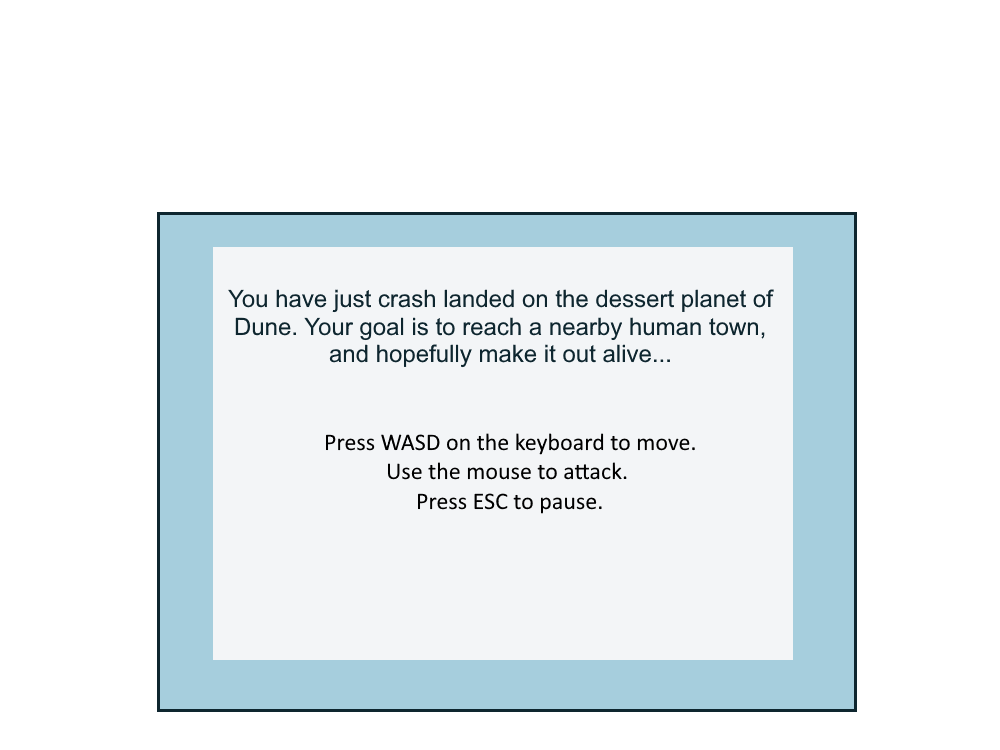 You have just crash landed on the dessert planet of
Dune. Your goal is to reach a nearby human town,
and hopefully make it out alive...
Press WASD on the keyboard to move.
Use the mouse to attack.
Press ESC to pause.